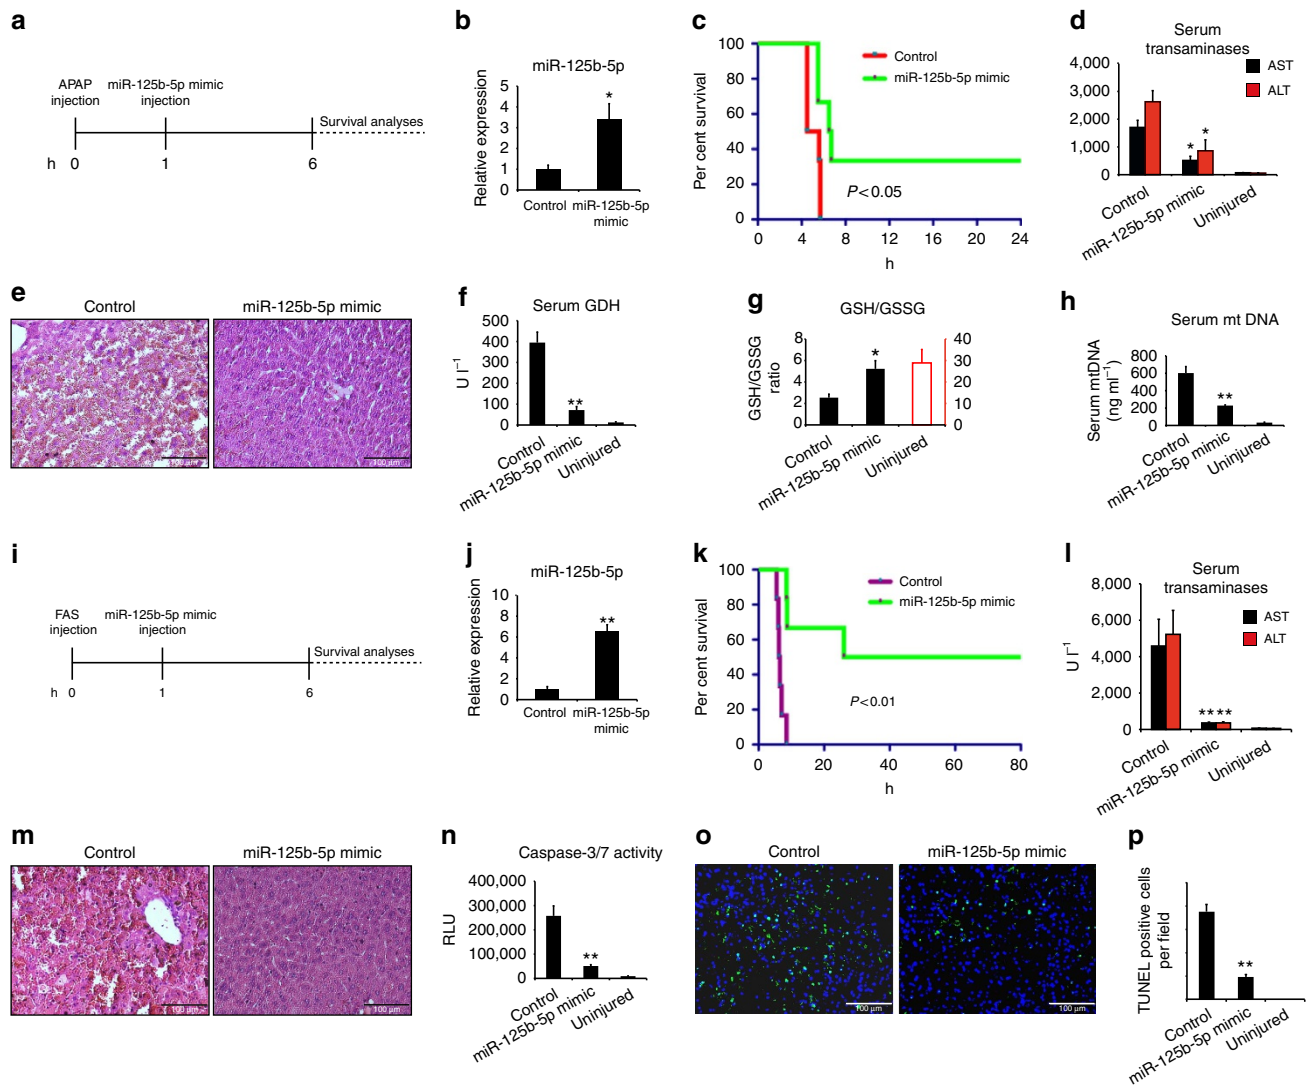 a
APAP
injection
miR-125b-5p mimic
injection
Survival analyses
h 0 1 6
b
miR-125b-5p
Relative expression
5
4
3
2
1
0
Control
miR-125b-5p
mimic
*
c
Per cent survival
100
80
60
40
20
0
Control
miR-125b-5p mimic
P<0.05
0 4 8 12 16 20 24
h
d
Serum
transaminases
4,000
3,000
2,000
1,000
0
AST
ALT
* *
Control
miR-125b-5p mimic
Uninjured
e
Control
miR-125b-5p mimic
100 µm
100 µm
f
Serum GDH
U l⁻¹
500
400
300
200
100
0
**
Control
miR-125b-5p mimic
Uninjured
g
GSH/GSSG
GSH/GSSG
ratio
8
6
4
2
0
*
40
30
20
10
0
Control
miR-125b-5p mimic
Uninjured
h
Serum mt DNA
Serum mtDNA
(ng ml⁻¹)
800
600
400
200
0
**
Control
miR-125b-5p mimic
Uninjured
i
FAS
injection
miR-125b-5p mimic
injection
Survival analyses
h 0 1 6
j
miR-125b-5p
Relative expression
10
8
6
4
2
0
**
Control
miR-125b-5p
mimic
k
Per cent survival
100
80
60
40
20
0
Control
miR-125b-5p mimic
P<0.01
0 20 40 60 80
h
l
Serum
transaminases
U l⁻¹
8,000
6,000
4,000
2,000
0
AST
ALT
****
Control
miR-125b-5p mimic
Uninjured
m
Control
miR-125b-5p mimic
100 µm
100 µm
n
Caspase-3/7 activity
RLU
400,000
300,000
200,000
100,000
0
**
Control
miR-125b-5p mimic
Uninjured
o
Control
miR-125b-5p mimic
100 µm
100 µm
p
TUNEL positive cells
per field
**
Control
miR-125b-5p mimic
Uninjured